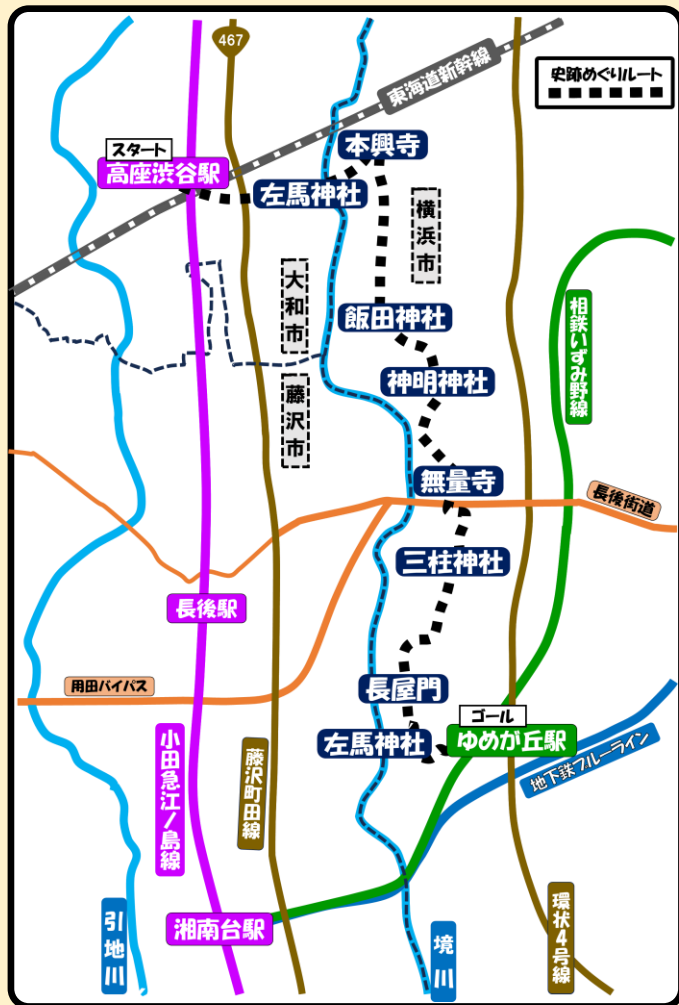 467
東海道新幹線
史跡めぐりルート
スタート
高座渋谷駅
本興寺
左馬神社
横浜市
大和市
飯田神社
相鉄いずみ野線
神明神社
藤沢市
無量寺
長後街道
三柱神社
長後駅
用田バイパス
長屋門
ゴール
左馬神社
ゆめが丘駅
地下鉄ブルーライン
小田急江ノ島線
藤沢町田線
環状4号線
引地川
湘南台駅
境川